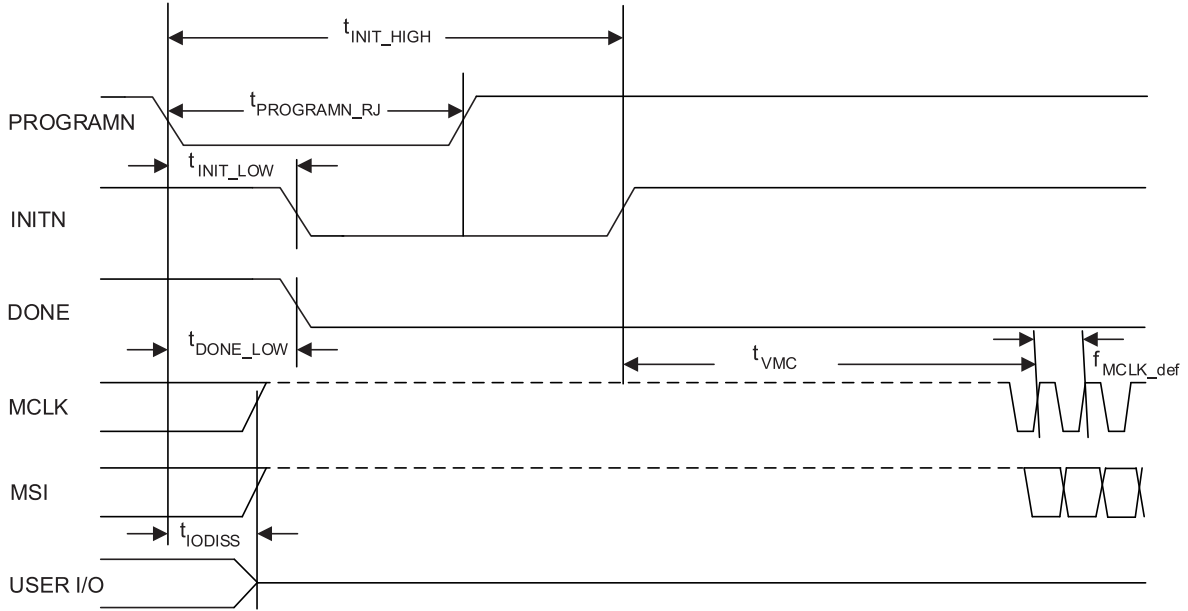 tINIT_HIGH
tPROGRAMN_RJ
PROGRAMN
tINIT_LOW
INITN
DONE
tDONE_LOW
tVMC
fMCLK_def
MCLK
MSI
tIODISS
USER I/O